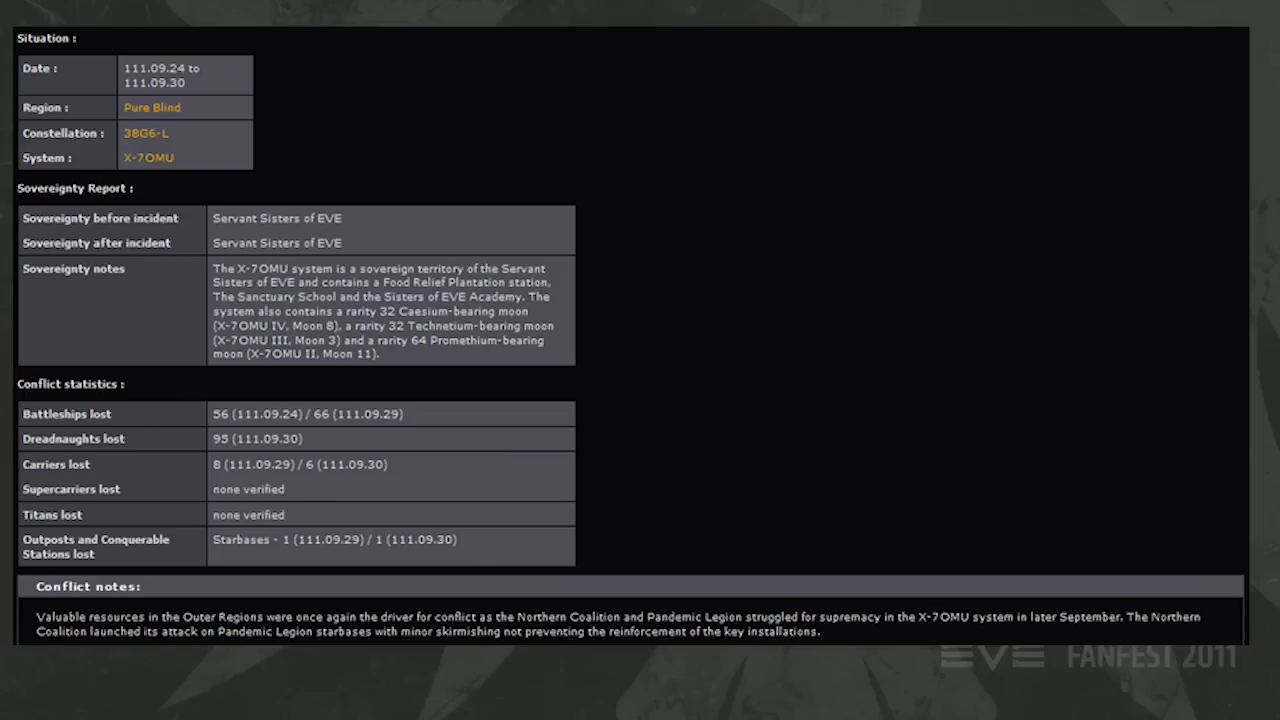 Situation :
Date :
111.09.24 to
111.09.30
Region :
Pure Blind
Constellation :
38G6-L
System :
X-7OMU
Sovereignty Report :
Sovereignty before incident
Servant Sisters of EVE
Sovereignty after incident
Servant Sisters of EVE
Sovereignty notes
The X-7OMU system is a sovereign territory of the Servant
Sisters of EVE and contains a Food Relief Plantation station,
The Sanctuary School and the Sisters of EVE Academy. The
system also contains a rarity 32 Caesium-bearing moon
(X-7OMU IV, Moon 8), a rarity 32 Technetium-bearing moon
(X-7OMU III, Moon 3) and a rarity 64 Promethium-bearing
moon (X-7OMU II, Moon 11).
Conflict statistics :
Battleships lost
56 (111.09.24) / 66 (111.09.29)
Dreadnaughts lost
95 (111.09.30)
Carriers lost
8 (111.09.29) / 6 (111.09.30)
Supercarriers lost
none verified
Titans lost
none verified
Outposts and Conquerable
Stations lost
Starbases - 1 (111.09.29) / 1 (111.09.30)
Conflict notes:
Valuable resources in the Outer Regions were once again the driver for conflict as the Northern Coalition and Pandemic Legion struggled for supremacy in the X-7OMU system in later September. The Northern
Coalition launched its attack on Pandemic Legion starbases with minor skirmishing not preventing the reinforcement of the key installations.
EVE FANFEST 2011